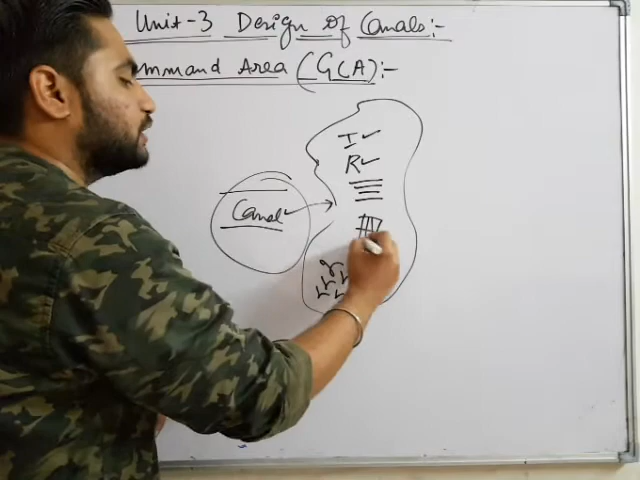 Unit-3 Design of Canals:-
mmand Area (GCA):-
I✓
R✓
Canal